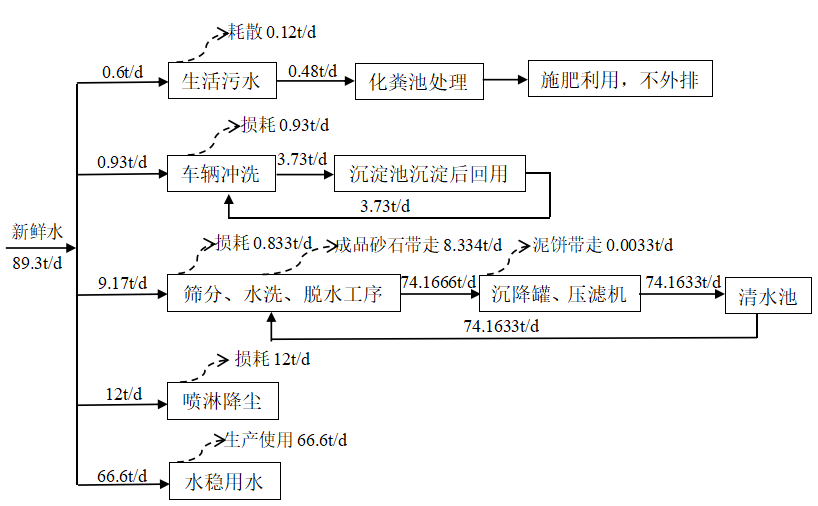 耗散 0.12t/d
0.6t/d
生活污水
0.48t/d
化粪池处理
施肥利用，不外排
损耗 0.93t/d
0.93t/d
车辆冲洗
3.73t/d
沉淀池沉淀后回用
3.73t/d
新鲜水
89.3t/d
损耗 0.833t/d
成品砂石带走 8.334t/d
泥饼带走 0.0033t/d
9.17t/d
筛分、水洗、脱水工序
74.1666t/d
沉降罐、压滤机
74.1633t/d
清水池
74.1633t/d
损耗 12t/d
12t/d
喷淋降尘
生产使用 66.6t/d
66.6t/d
水稳用水